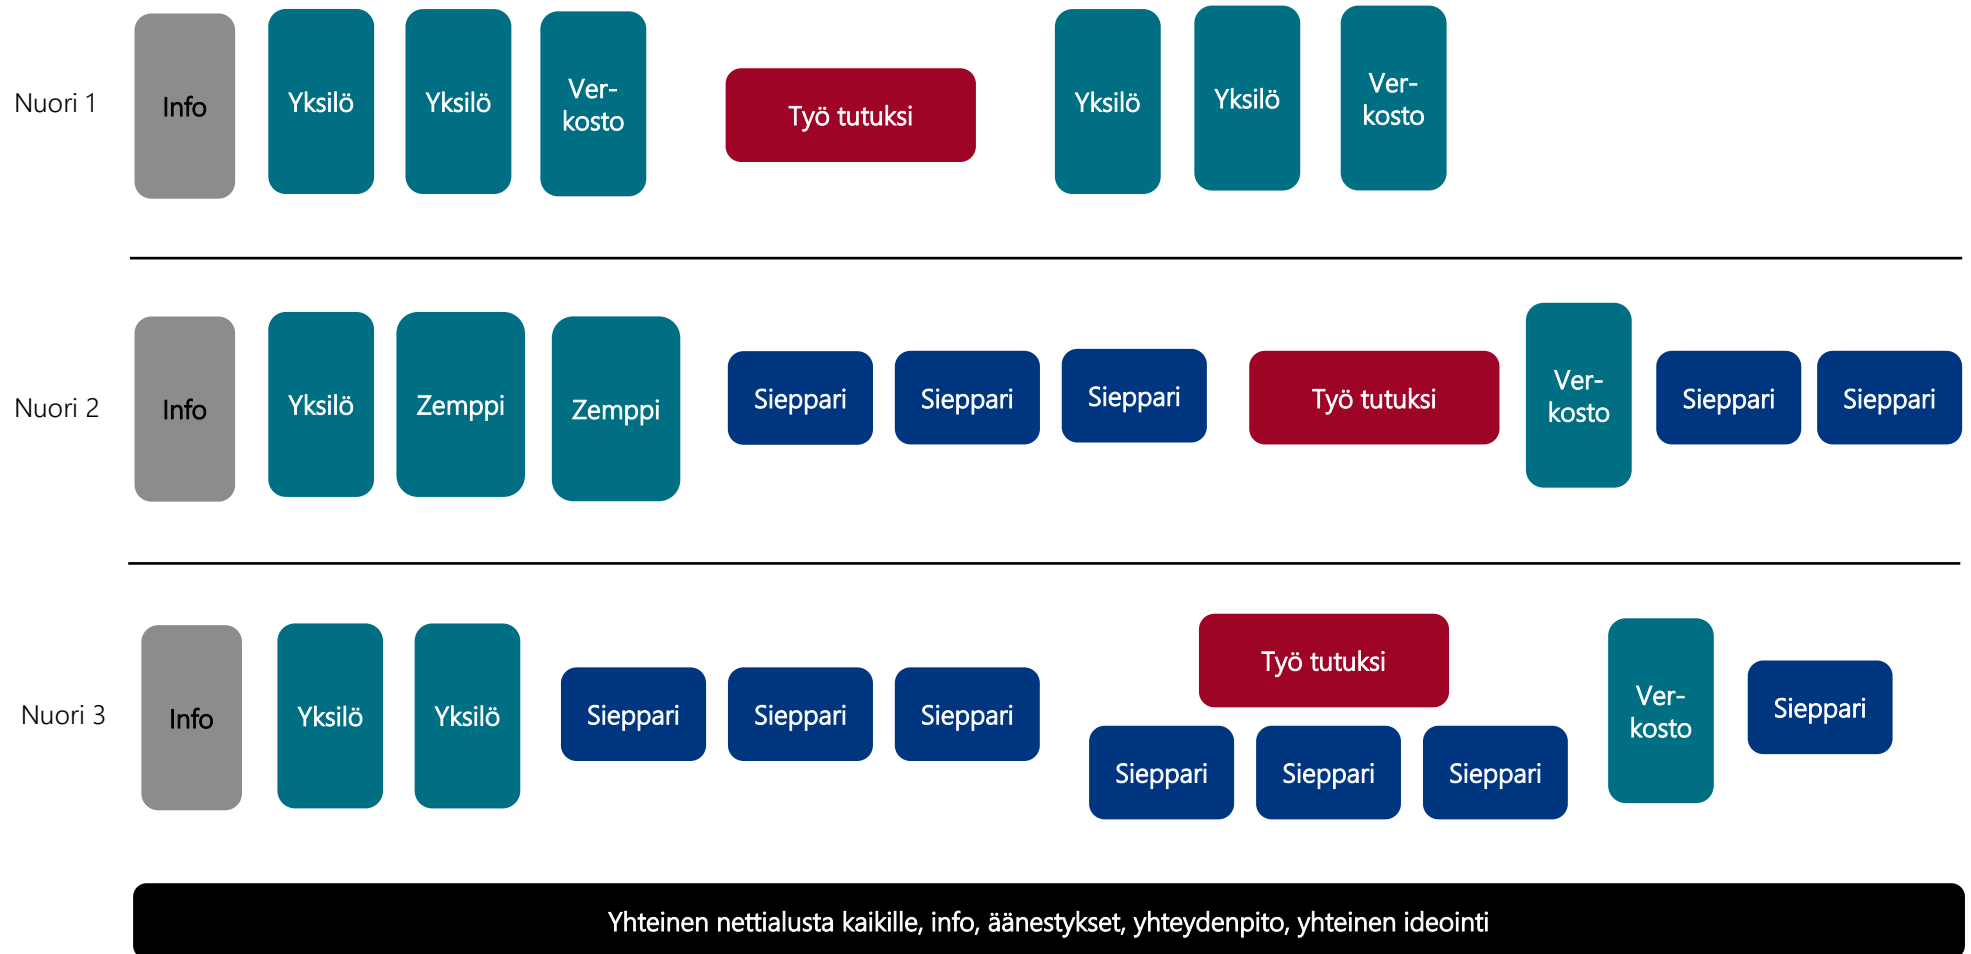 Nuori 1
Info
Yksilö
Yksilö
Ver-
kosto
Työ tutuksi
Yksilö
Yksilö
Ver-
kosto
Nuori 2
Info
Yksilö
Zemppi
Zemppi
Sieppari
Sieppari
Sieppari
Työ tutuksi
Ver-
kosto
Sieppari
Sieppari
Nuori 3
Info
Yksilö
Yksilö
Sieppari
Sieppari
Sieppari
Työ tutuksi
Sieppari
Sieppari
Sieppari
Ver-
kosto
Sieppari
Yhteinen nettialusta kaikille, info, äänestykset, yhteydenpito, yhteinen ideointi